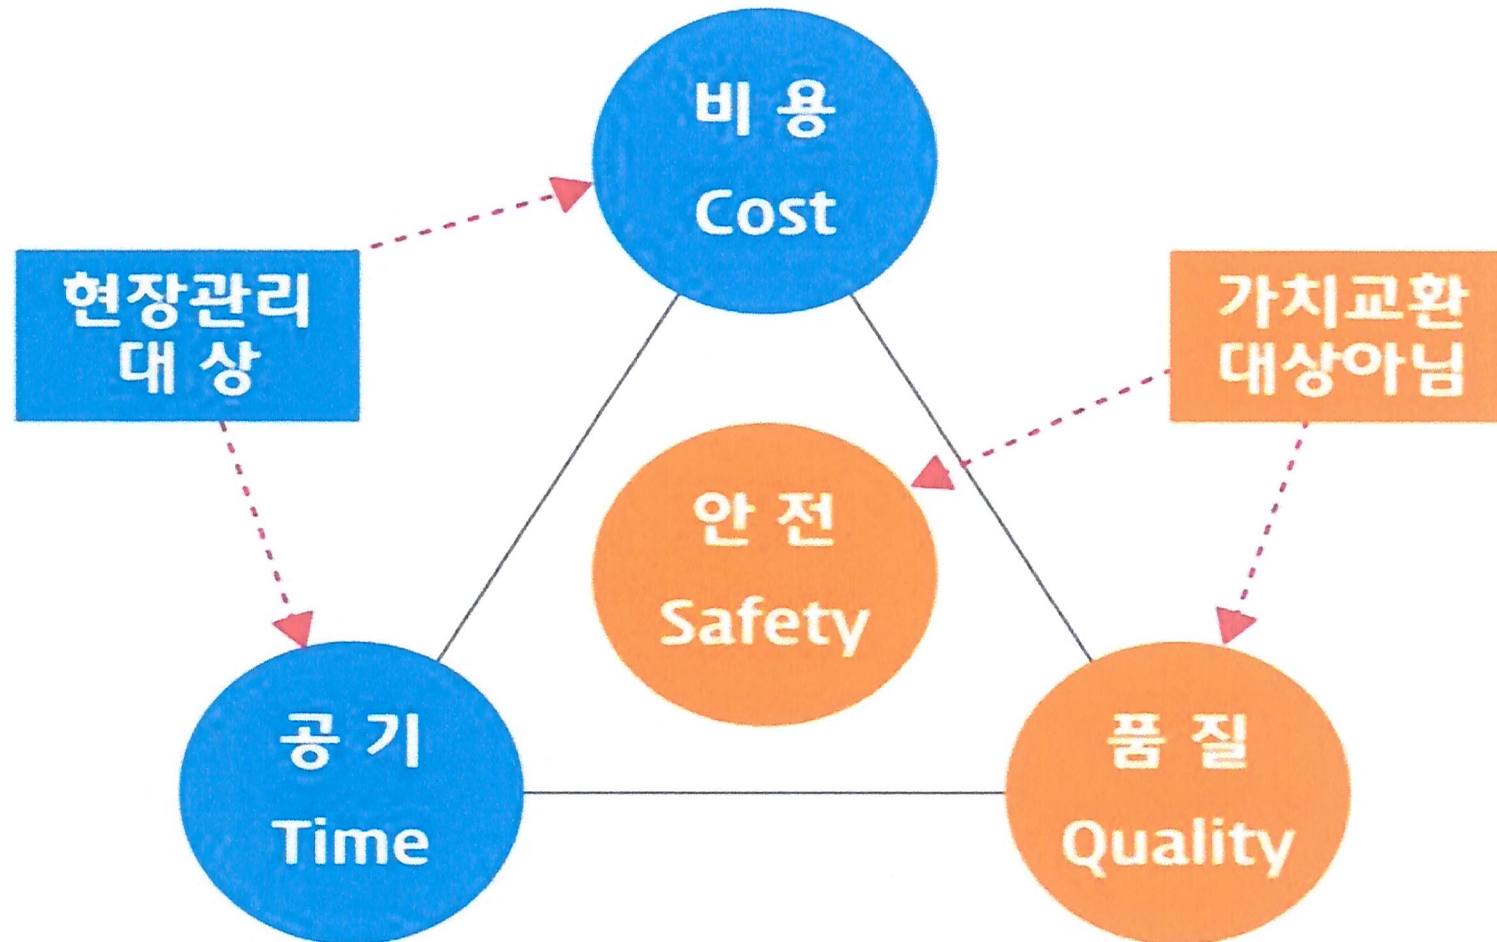 비 용
Cost
현장관리
대 상
가치교환
대상아님
안 전
Safety
공 기
Time
품 질
Quality